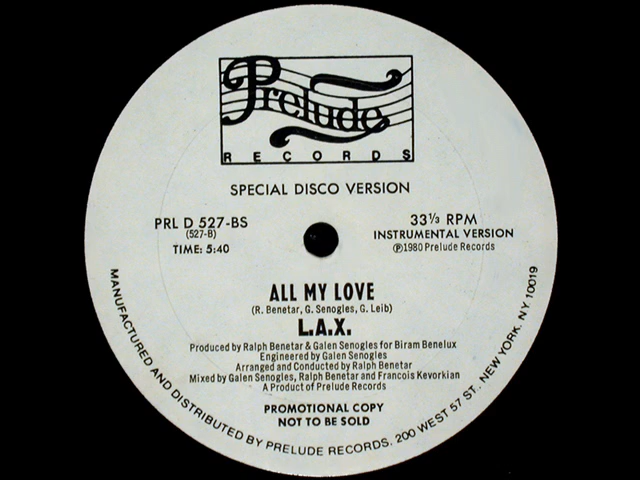 Prelude
RECORDS
SPECIAL DISCO VERSION
PRL D 527-BS
(527-B)
TIME: 5:40
33⅓ RPM
INSTRUMENTAL VERSION
℗1980 Prelude Records
ALL MY LOVE
(R. Benetar, G. Senogles, G. Leib)
L.A.X.
Produced by Ralph Benetar & Galen Senogles for Biram Benelux
Engineered by Galen Senogles
Arranged and Conducted by Ralph Benetar
Mixed by Galen Senogles, Ralph Benetar and Francois Kevorkian
A Product of Prelude Records
PROMOTIONAL COPY
NOT TO BE SOLD
MANUFACTURED AND DISTRIBUTED BY PRELUDE RECORDS. 200 WEST 57 ST., NEW YORK. NY 10019